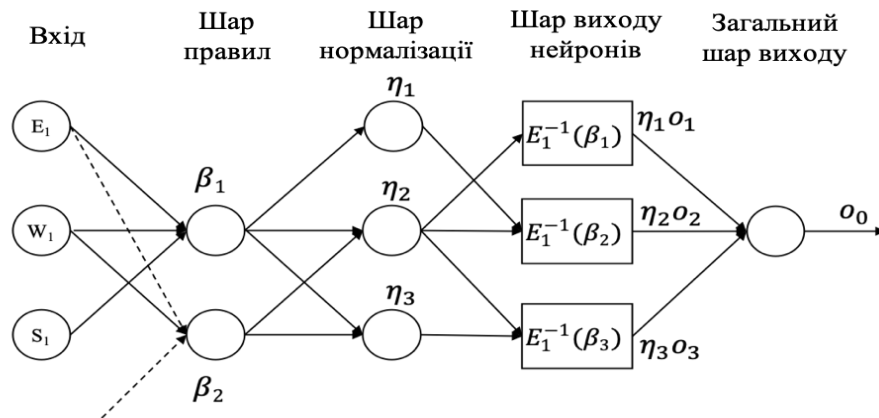 Вхід
Шар
правил
Шар
нормалізації
Шар виходу
нейронів
Загальний
шар виходу
E₁
W₁
S₁
β₁
β₂
η₁
η₂
η₃
E₁⁻¹(β₁)
E₁⁻¹(β₂)
E₁⁻¹(β₃)
η₁o₁
η₂o₂
η₃o₃
o₀